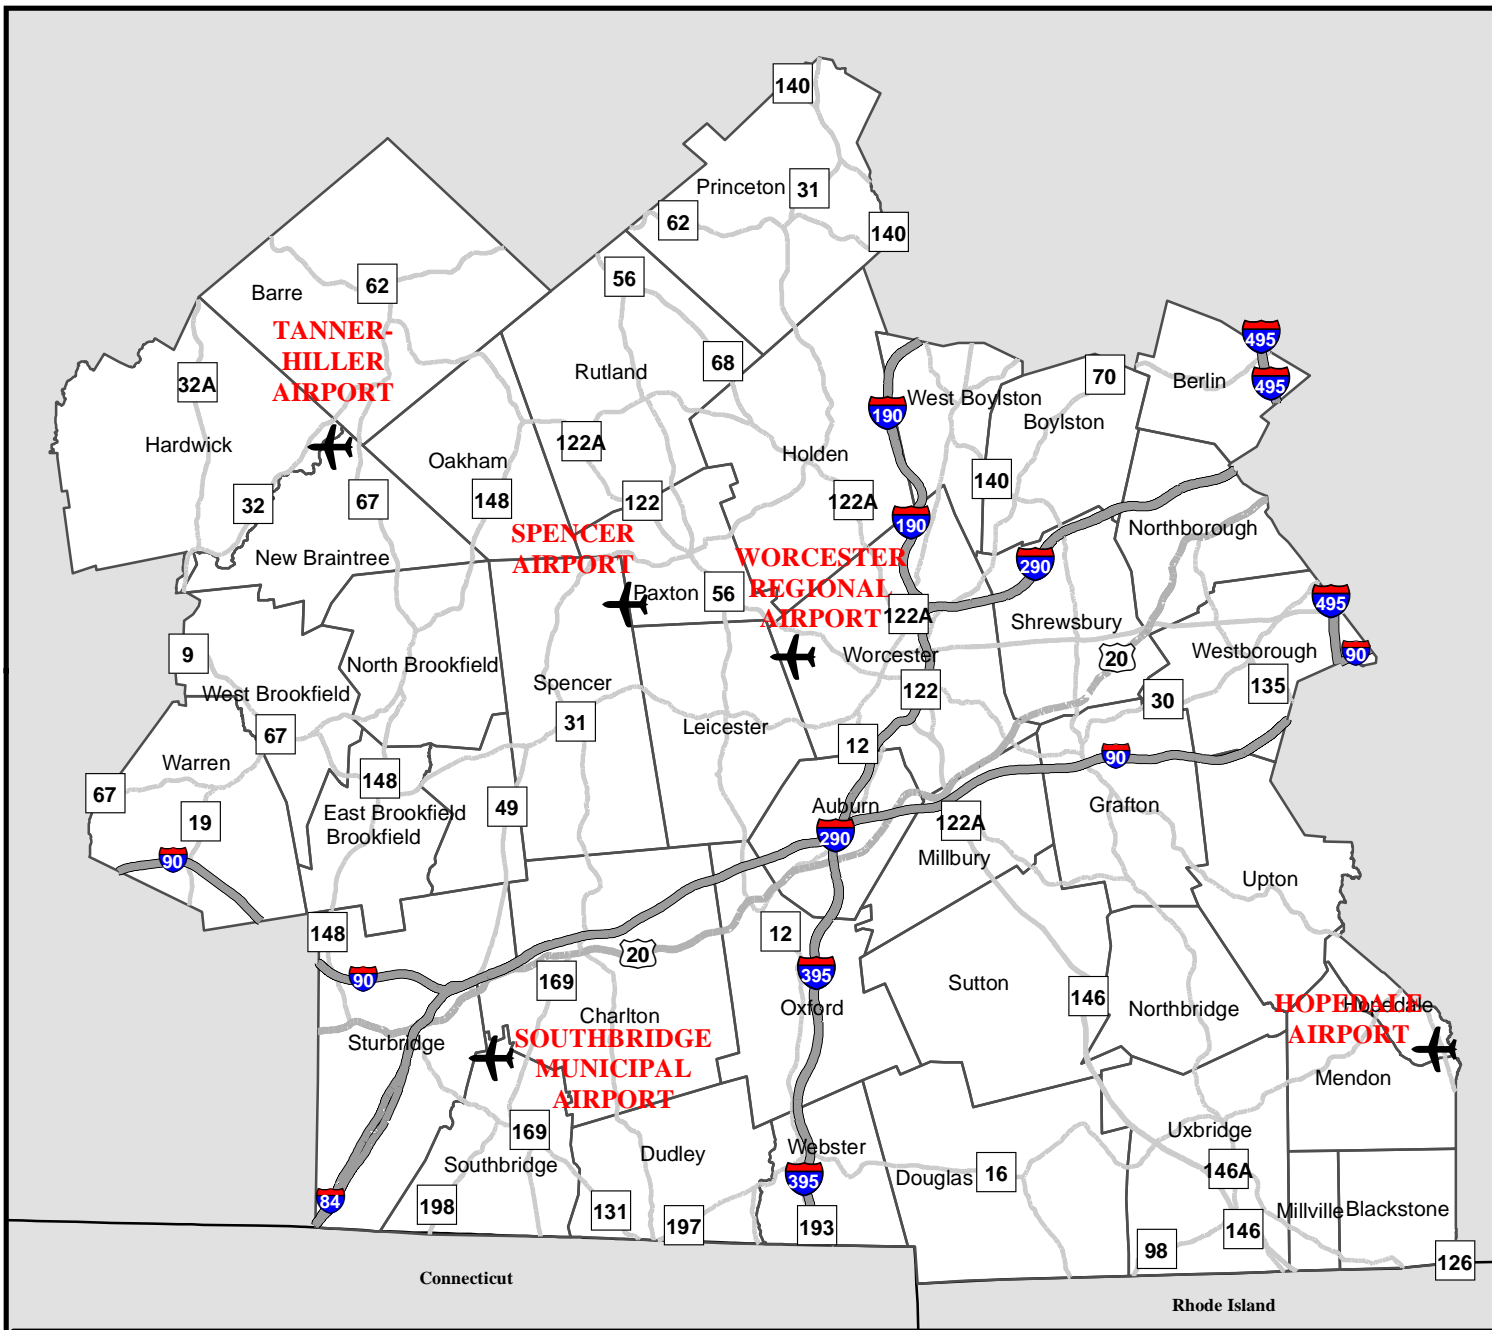 140
Princeton
31
62
140
56
62
Barre
TANNER-
HILLER
AIRPORT
495
495
68
70
Berlin
Rutland
32A
190
West Boylston
Boylston
Hardwick
122A
Holden
Oakham
140
32
67
148
122
122A
190
Northborough
SPENCER
AIRPORT
New Braintree
WORCESTER
REGIONAL
AIRPORT
290
Paxton
56
122A
495
Shrewsbury
9
North Brookfield
Worcester
20
Westborough
90
West Brookfield
Spencer
122
135
30
31
67
Leicester
12
90
Warren
148
67
49
East Brookfield
Brookfield
Auburn
290
122A
Grafton
19
90
Millbury
Upton
148
12
20
90
169
395
Sutton
146
Northbridge
Oxford
Charlton
HOPEDALE
AIRPORT
Hopedale
Sturbridge
SOUTHBRIDGE
MUNICIPAL
AIRPORT
Mendon
169
Uxbridge
Webster
Dudley
Southbridge
395
Douglas
16
146A
84
198
131
197
193
Millville
Blackstone
98
146
126
Connecticut
Rhode Island